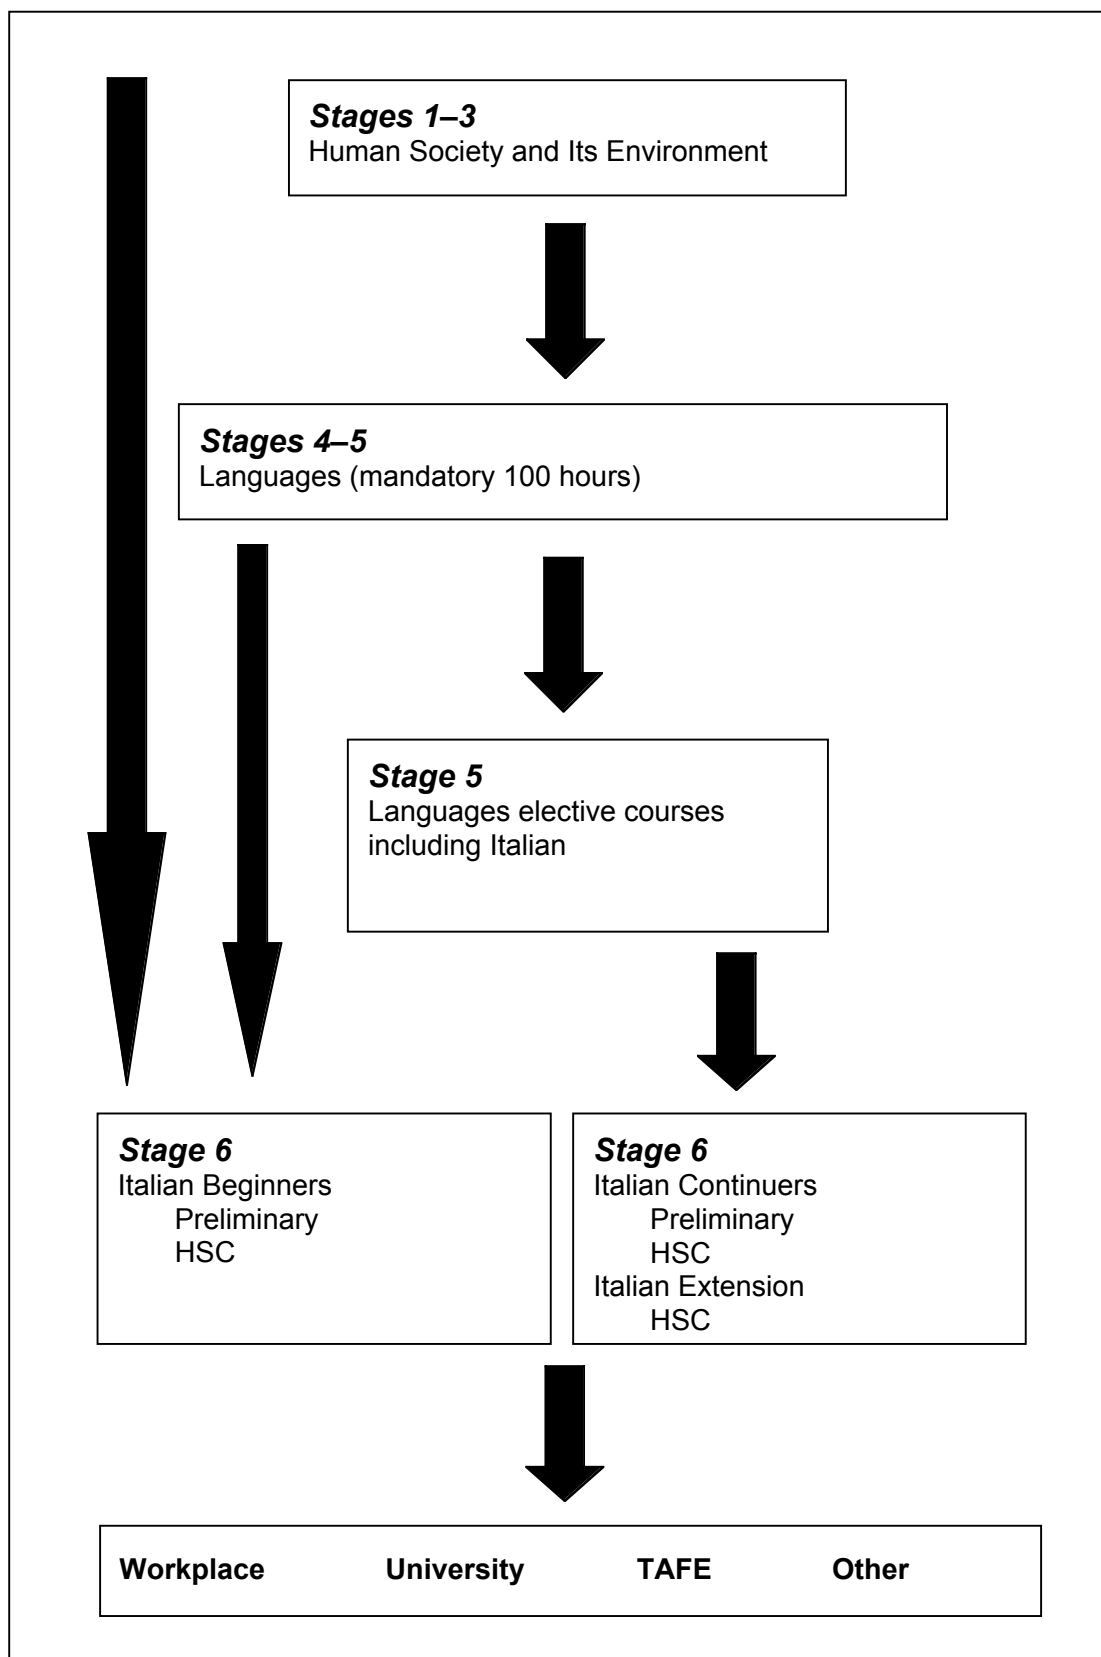 Stages 1–3
Human Society and Its Environment
Stages 4–5
Languages (mandatory 100 hours)
Stage 5
Languages elective courses
including Italian
Stage 6
Italian Beginners
Preliminary
HSC
Stage 6
Italian Continuers
Preliminary
HSC
Italian Extension
HSC
Workplace University TAFE Other